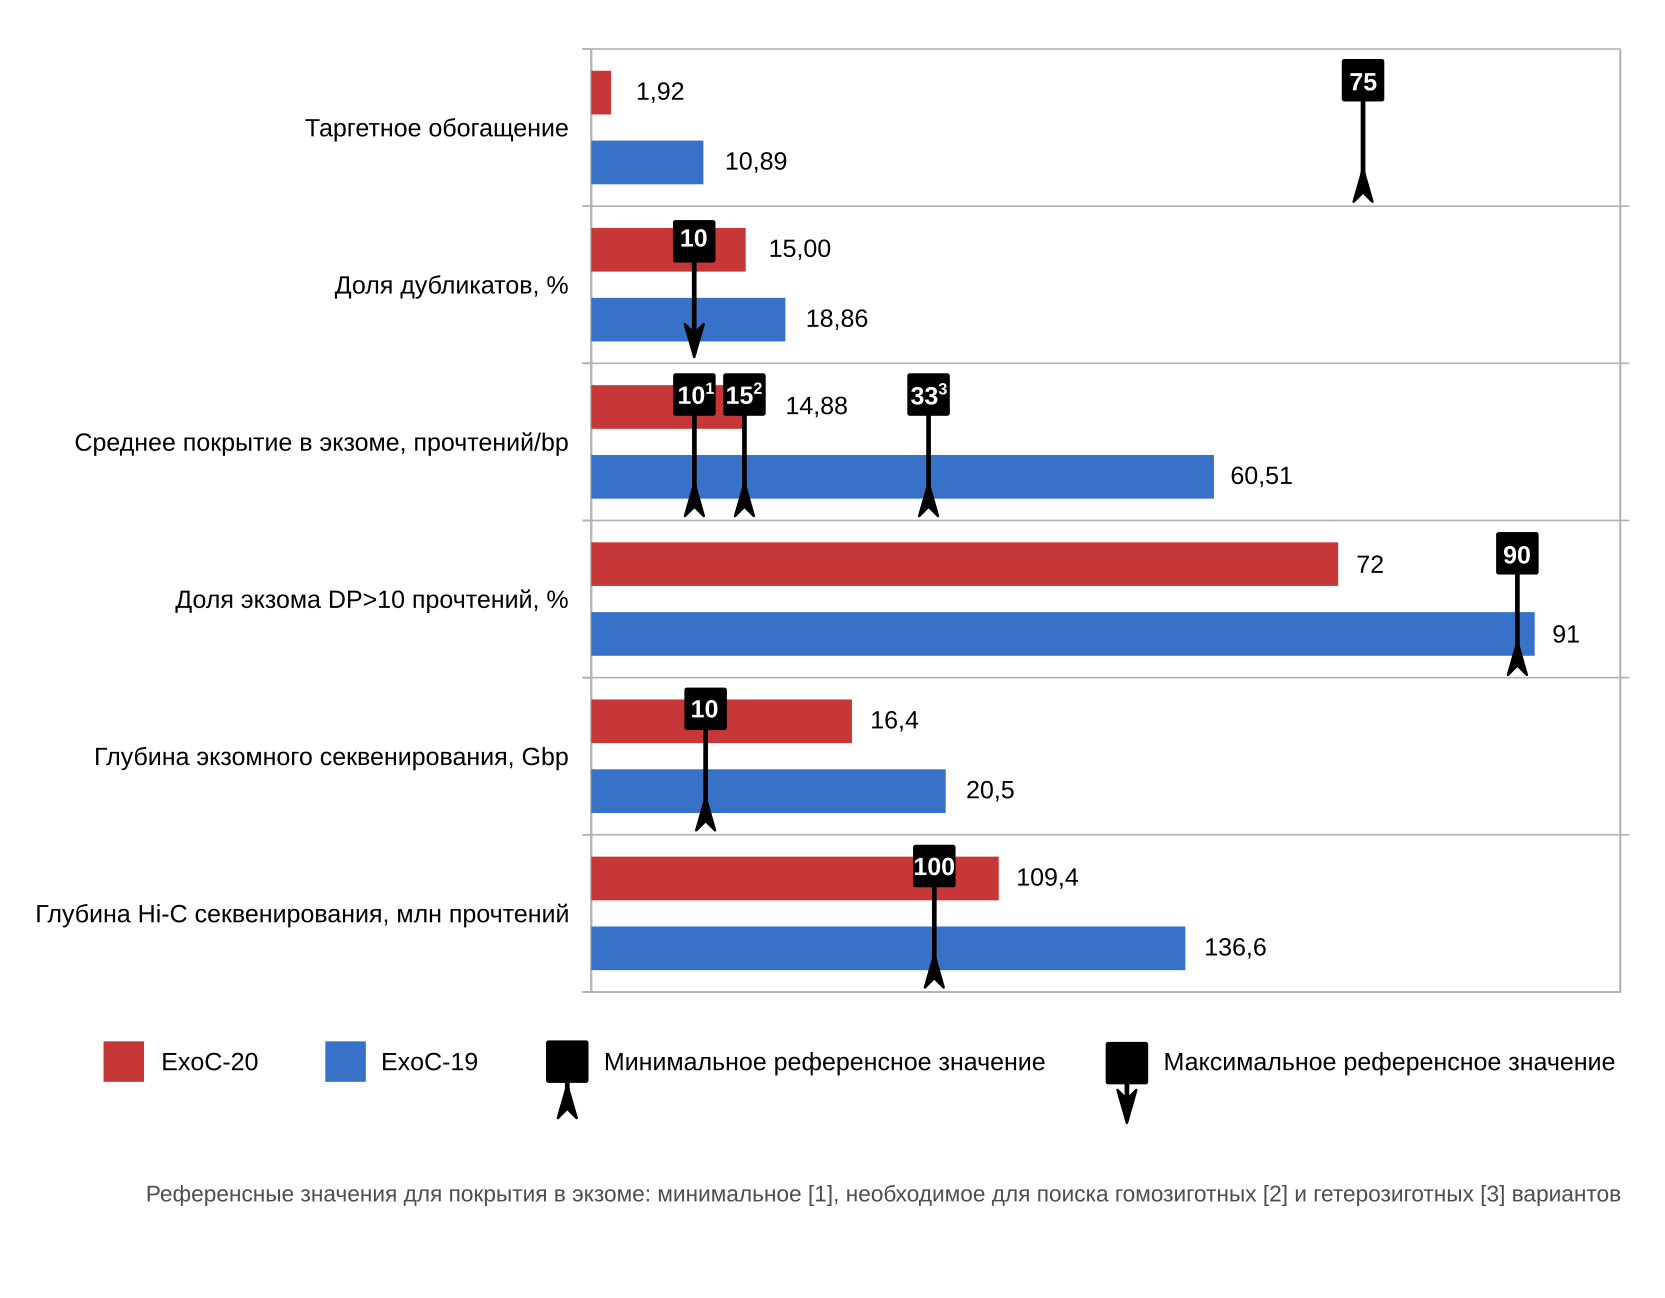 75
1,92
Таргетное обогащение
10,89
10
15,00
Доля дубликатов, %
18,86
10¹ 15² 14,88 33³
Среднее покрытие в экзоме, прочтений/bp
60,51
90
72
Доля экзома DP>10 прочтений, %
91
10
16,4
Глубина экзомного секвенирования, Gbp
20,5
100
109,4
Глубина Hi-C секвенирования, млн прочтений
136,6
ExoC-20 ExoC-19 Минимальное референсное значение Максимальное референсное значение
Референсные значения для покрытия в экзоме: минимальное [1], необходимое для поиска гомозиготных [2] и гетерозиготных [3] вариантов